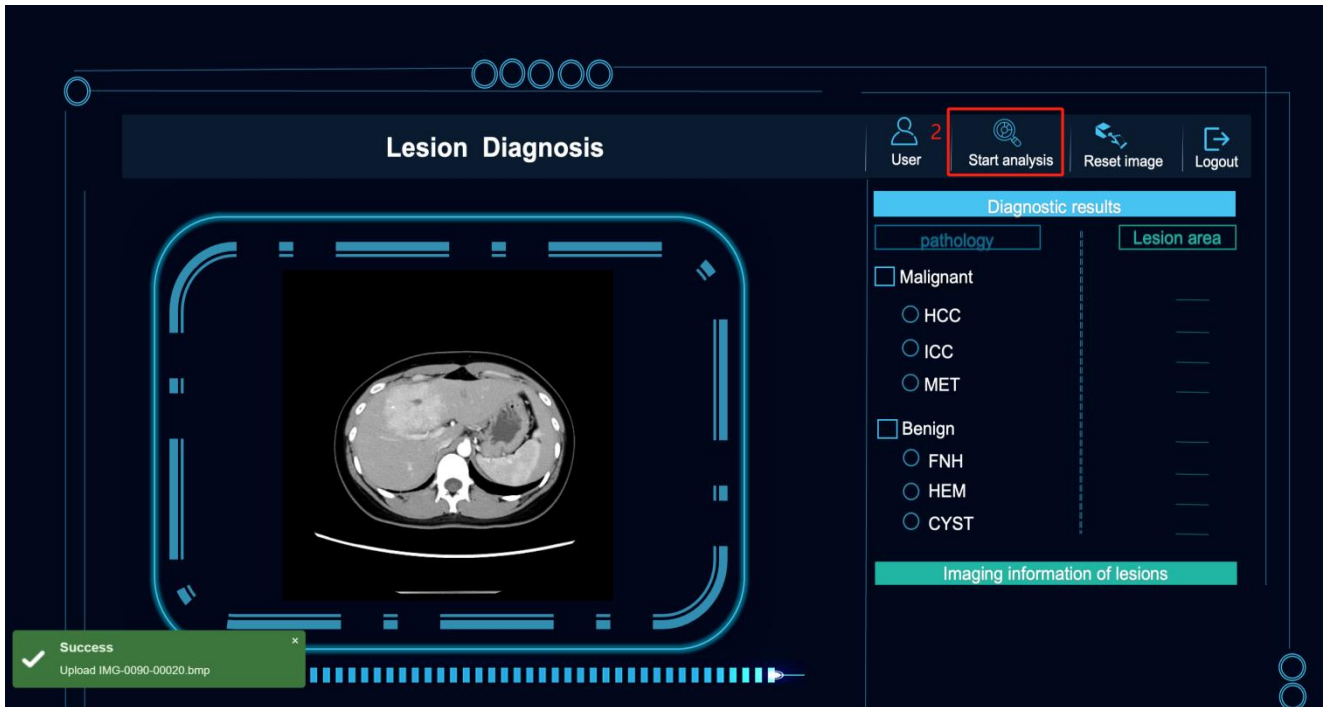 Lesion Diagnosis
User
2
Start analysis
Reset image
Logout
Diagnostic results
pathology
Lesion area
Malignant
HCC
ICC
MET
Benign
FNH
HEM
CYST
Imaging information of lesions
Success
×
Upload IMG-0090-00020.bmp